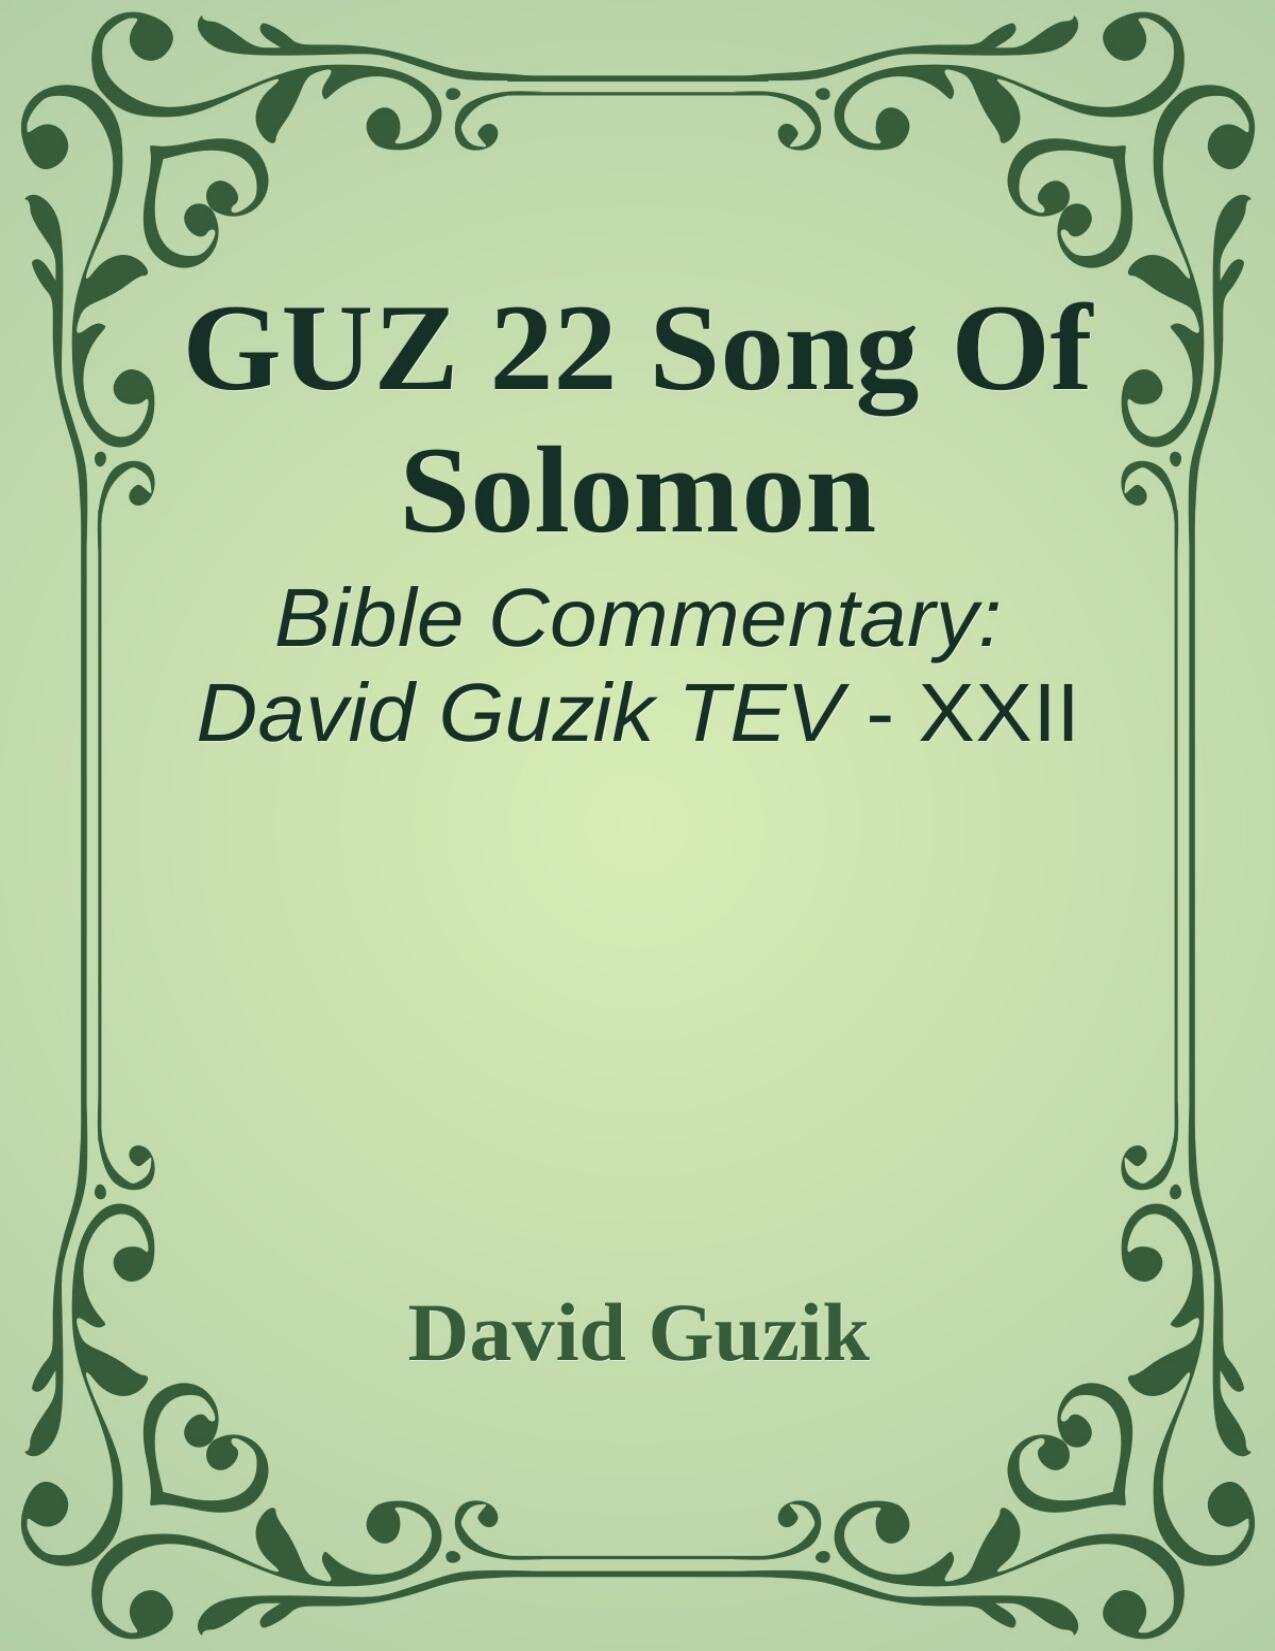 GUZ 22 Song Of
Solomon
Bible Commentary:
David Guzik TEV - XXII
David Guzik